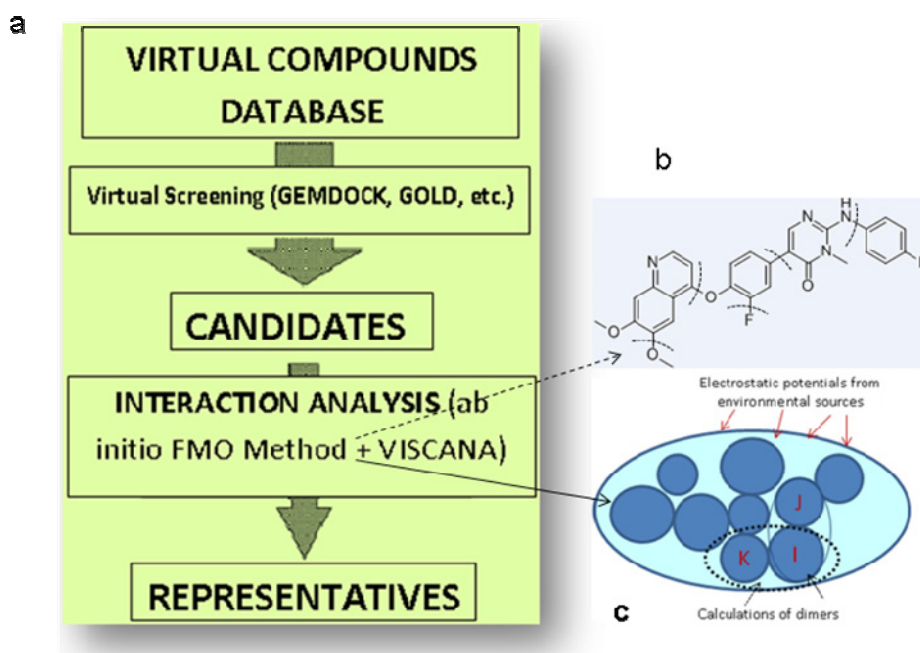 a
VIRTUAL COMPOUNDS
DATABASE
Virtual Screening (GEMDOCK, GOLD, etc.)
CANDIDATES
INTERACTION ANALYSIS (ab
initio FMO Method + VISCANA)
REPRESENTATIVES
b
N
O
O
O
F
N
N
O
H
N
Electrostatic potentials from
environmental sources
J
K I
c
Calculations of dimers